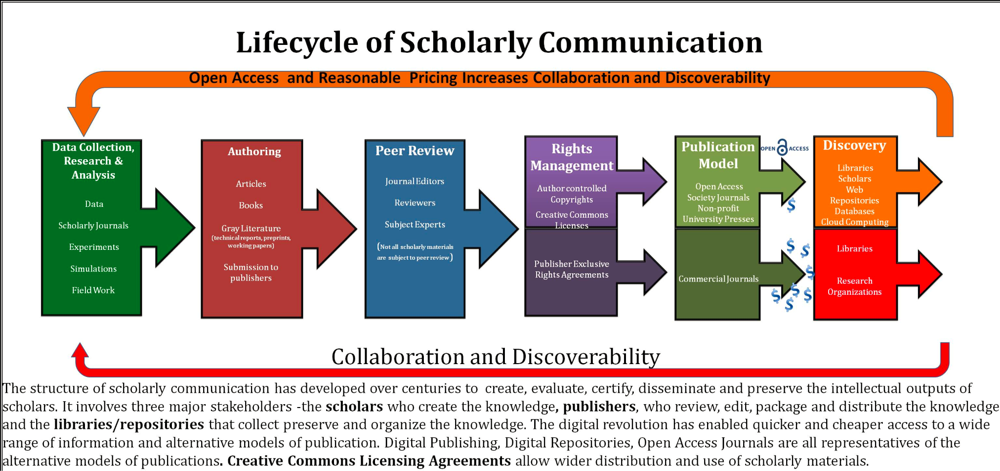 Lifecycle of Scholarly Communication
Open Access and Reasonable Pricing Increases Collaboration and Discoverability
Data Collection,
Research &
Analysis
Data
Scholarly Journals
Experiments
Simulations
Field Work
Authoring
Articles
Books
Gray Literature
(technical reports, preprints,
working papers)
Submission to
publishers
Peer Review
Journal Editors
Reviewers
Subject Experts
(Not all scholarly materials
are subject to peer review)
Rights
Management
Author controlled
Copyrights
Creative Commons
Licenses
Publisher Exclusive
Rights Agreements
Publication
Model
Open Access
Society Journals
Non-profit
University Presses
Commercial Journals
OPEN ACCESS
$
$ $
$
$ $ $
$
Discovery
Libraries
Scholars
Web
Repositories
Databases
Cloud Computing
Libraries
Research
Organizations
Collaboration and Discoverability
The structure of scholarly communication has developed over centuries to create, evaluate, certify, disseminate and preserve the intellectual outputs of
scholars. It involves three major stakeholders -the scholars who create the knowledge, publishers, who review, edit, package and distribute the knowledge
and the libraries/repositories that collect preserve and organize the knowledge. The digital revolution has enabled quicker and cheaper access to a wide
range of information and alternative models of publication. Digital Publishing, Digital Repositories, Open Access Journals are all representatives of the
alternative models of publications. Creative Commons Licensing Agreements allow wider distribution and use of scholarly materials.